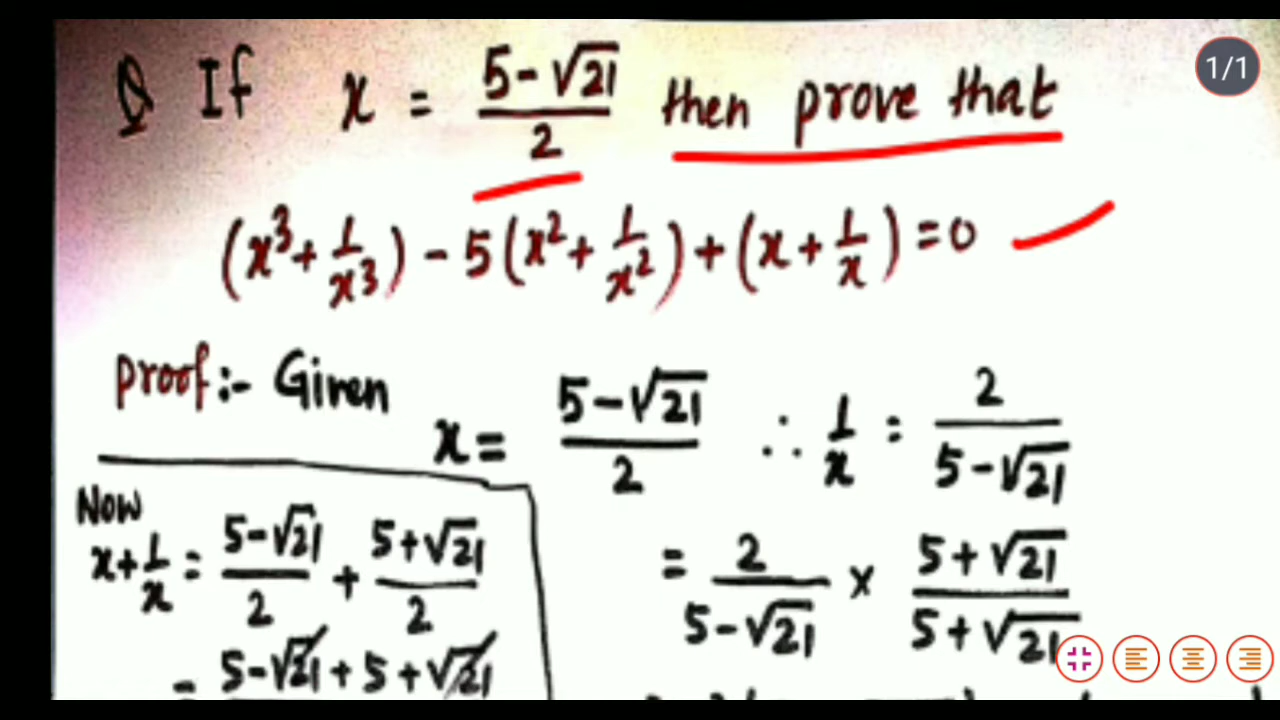 1/1
Q If x = (5-√21)/2 then prove that
(x³+1/x³) - 5(x²+1/x²) + (x+1/x) = 0
Proof:- Given
x = (5-√21)/2 ∴ 1/x = 2/(5-√21)
= 2/(5-√21) × (5+√21)/(5+√21)
Now
x+1/x = (5-√21)/2 + (5+√21)/2
= 5-√21+5+√21